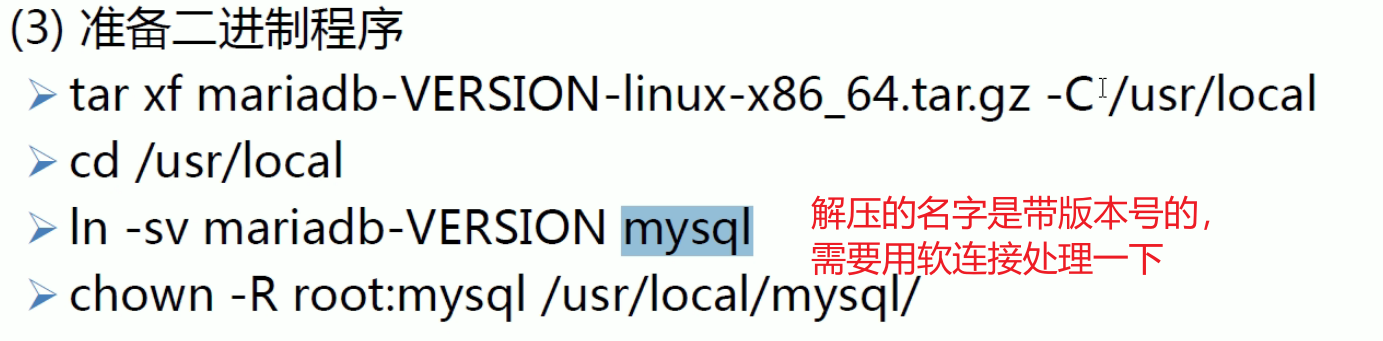 (3) 准备二进制程序
tar xf mariadb-VERSION-linux-x86_64.tar.gz -C /usr/local
cd /usr/local
ln -sv mariadb-VERSION mysql
解压的名字是带版本号的，
需要用软连接处理一下
chown -R root:mysql /usr/local/mysql/